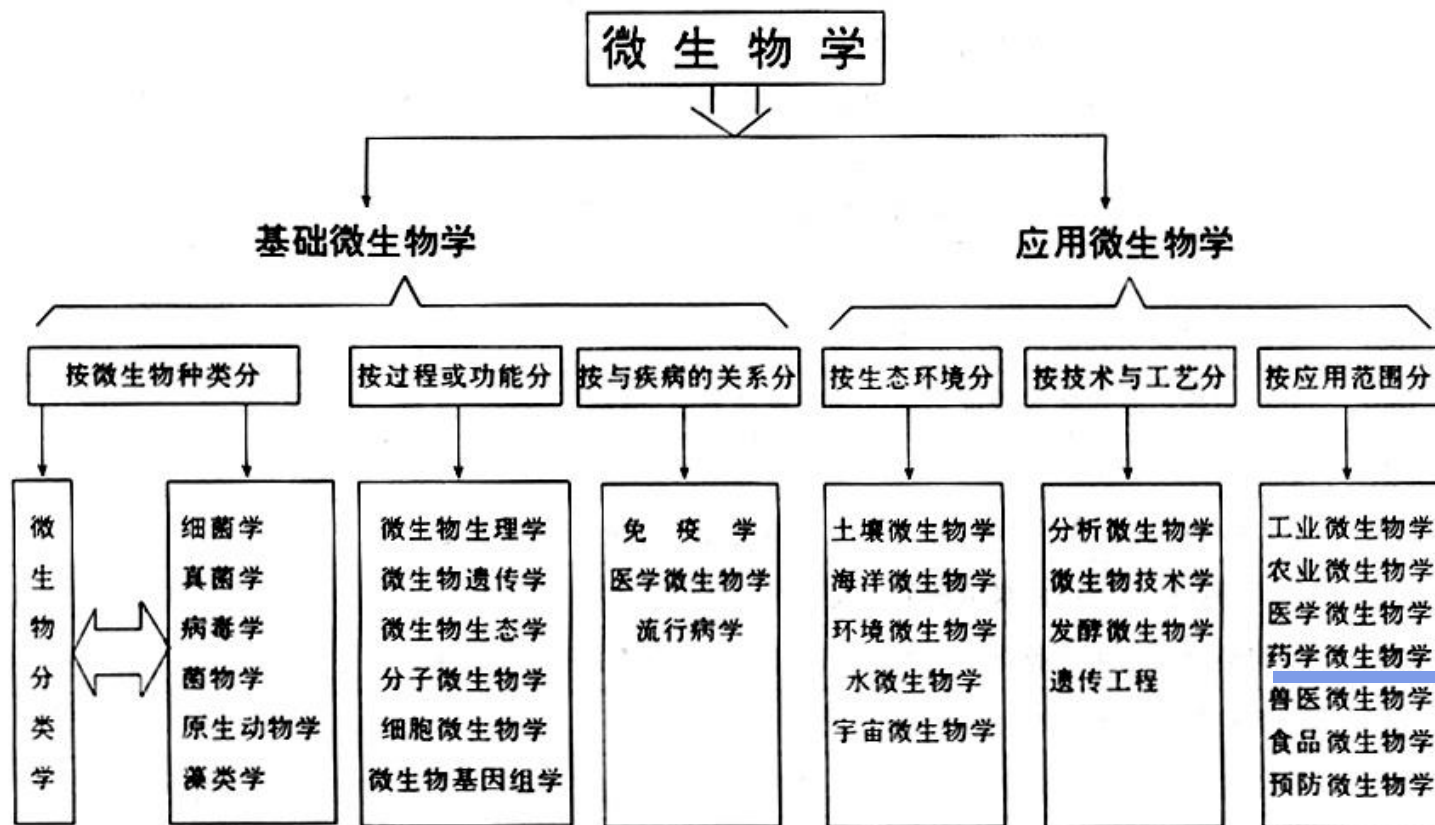 微生物学
基础微生物学
应用微生物学
按微生物种类分
按过程或功能分
按与疾病的关系分
按生态环境分
按技术与工艺分
按应用范围分
微生物分类学
细菌学
真菌学
病毒学
菌物学
原生动物学
藻类学
微生物生理学
微生物遗传学
微生物生态学
分子微生物学
细胞微生物学
微生物基因组学
免疫学
医学微生物学
流行病学
土壤微生物学
海洋微生物学
环境微生物学
水微生物学
宇宙微生物学
分析微生物学
微生物技术学
发酵微生物学
遗传工程
工业微生物学
农业微生物学
医学微生物学
药学微生物学
兽医微生物学
食品微生物学
预防微生物学